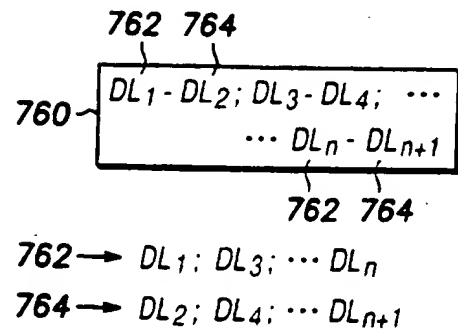 762 764
760 DL₁ - DL₂; DL₃ - DL₄; ...
... DLₙ - DLₙ₊₁
762 764
762 → DL₁; DL₃; ... DLₙ
764 → DL₂; DL₄; ... DLₙ₊₁